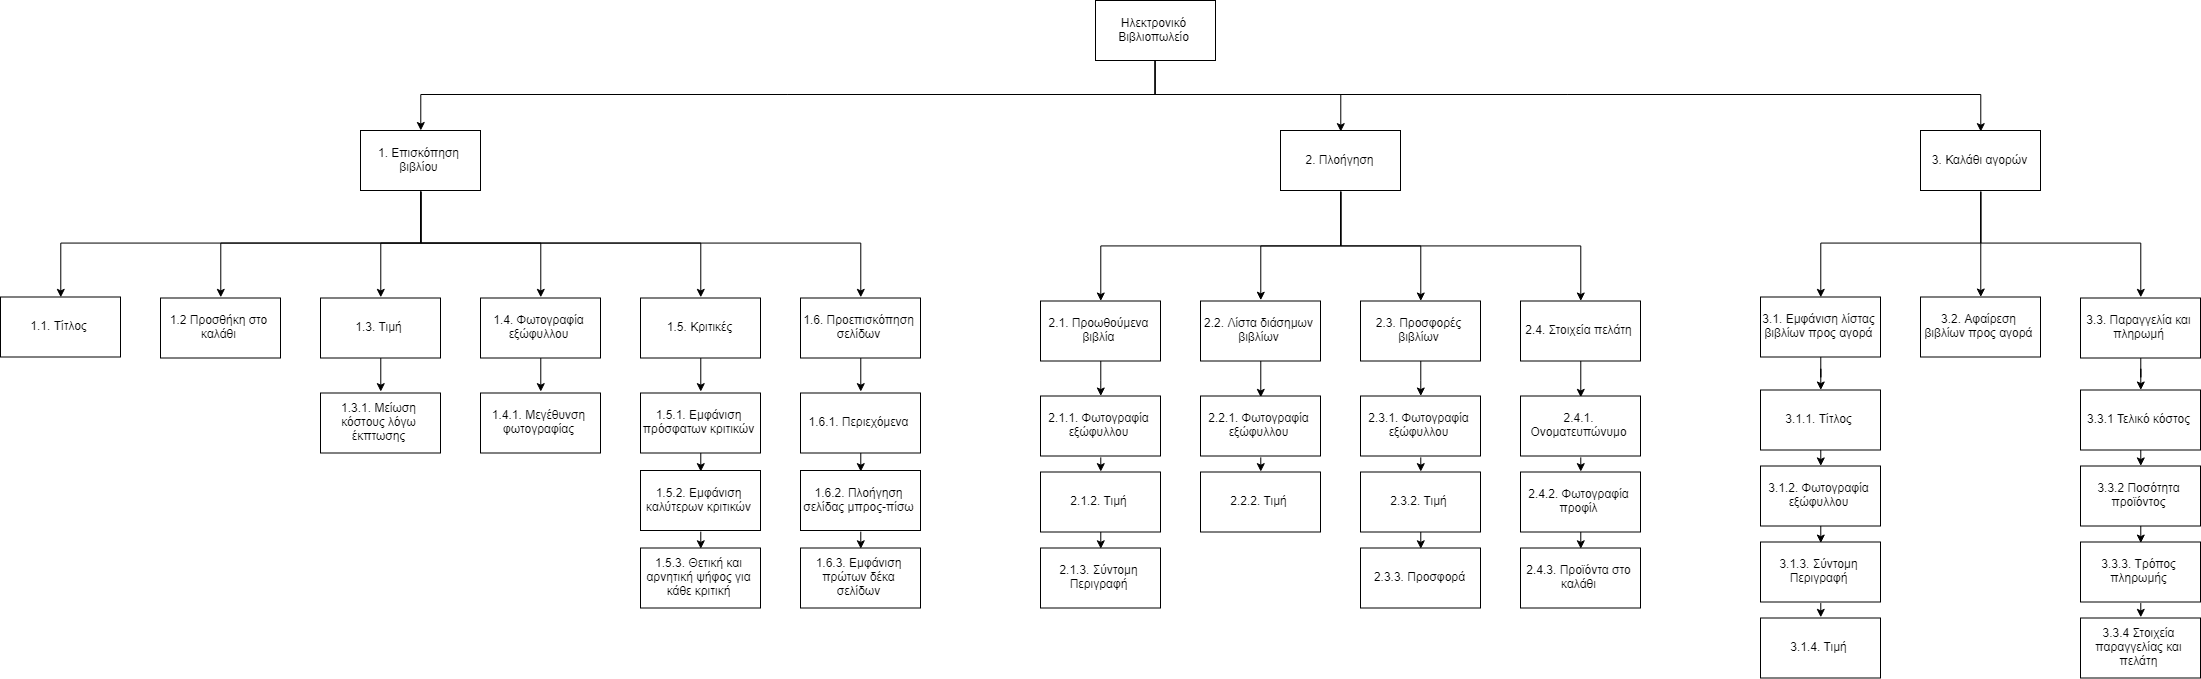 Ηλεκτρονικό
Βιβλιοπωλείο
1. Επισκόπηση
βιβλίου
2. Πλοήγηση
3. Καλάθι αγορών
1.1. Τίτλος
1.2 Προσθήκη στο
καλάθι
1.3. Τιμή
1.4. Φωτογραφία
εξώφυλλου
1.5. Κριτικές
1.6. Προεπισκόπηση
σελίδων
2.1. Προωθούμενα
βιβλία
2.2. Λίστα διάσημων
βιβλίων
2.3. Προσφορές
βιβλίων
2.4. Στοιχεία πελάτη
3.1. Εμφάνιση λίστας
βιβλίων προς αγορά
3.2. Αφαίρεση
βιβλίων προς αγορά
3.3. Παραγγελία και
πληρωμή
1.3.1. Μείωση
κόστους λόγω
έκπτωσης
1.4.1. Μεγέθυνση
φωτογραφίας
1.5.1. Εμφάνιση
πρόσφατων κριτικών
1.6.1. Περιεχόμενα
2.1.1. Φωτογραφία
εξώφυλλου
2.2.1. Φωτογραφία
εξώφυλλου
2.3.1. Φωτογραφία
εξώφυλλου
2.4.1.
Ονοματευπώνυμο
3.1.1. Τίτλος
3.3.1 Τελικό κόστος
1.5.2. Εμφάνιση
καλύτερων κριτικών
1.6.2. Πλοήγηση
σελίδας μπρος-πίσω
2.1.2. Τιμή
2.2.2. Τιμή
2.3.2. Τιμή
2.4.2. Φωτογραφία
προφίλ
3.1.2. Φωτογραφία
εξώφυλλου
3.3.2 Ποσότητα
προϊόντος
1.5.3. Θετική και
αρνητική ψήφος για
κάθε κριτική
1.6.3. Εμφάνιση
πρώτων δέκα
σελίδων
2.1.3. Σύντομη
Περιγραφή
2.3.3. Προσφορά
2.4.3. Προϊόντα στο
καλάθι
3.1.3. Σύντομη
Περιγραφή
3.3.3. Τρόπος
πληρωμής
3.1.4. Τιμή
3.3.4 Στοιχεία
παραγγελίας και
πελάτη